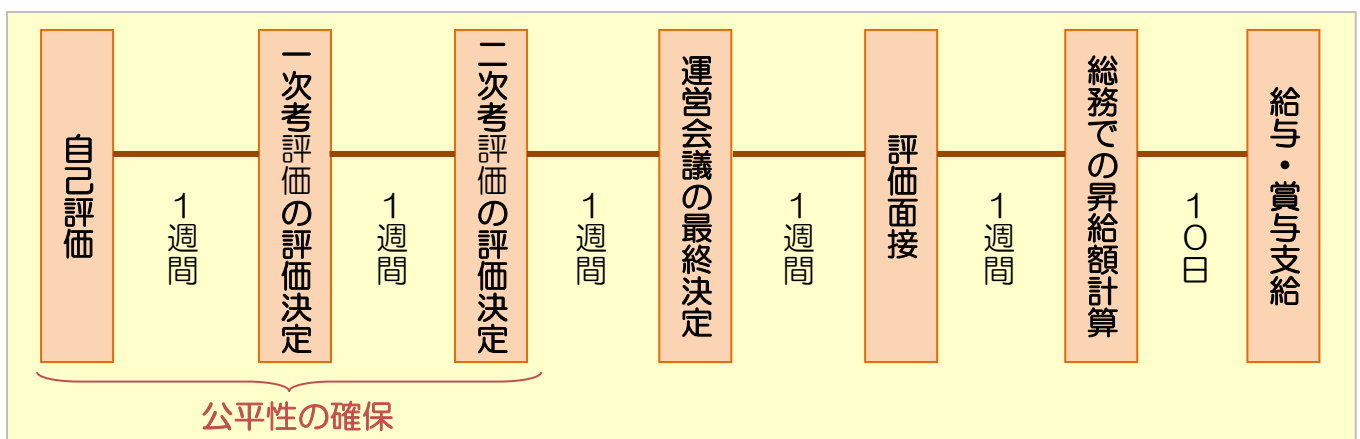 自己評価
1週間
一次考評価の評価決定
1週間
二次考評価の評価決定
1週間
運営会議の最終決定
1週間
評価面接
1週間
総務での昇給額計算
10日
給与・賞与支給
公平性の確保